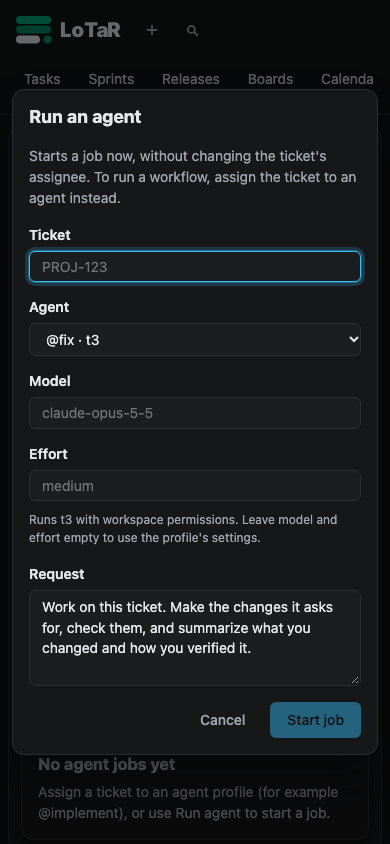 LoTaR
Tasks Sprints Releases Boards Calenda
Run an agent
Starts a job now, without changing the ticket's
assignee. To run a workflow, assign the ticket to an
agent instead.
Ticket
PROJ-123
Agent
@fix · t3
Model
claude-opus-5-5
Effort
medium
Runs t3 with workspace permissions. Leave model and
effort empty to use the profile's settings.
Request
Work on this ticket. Make the changes it asks
for, check them, and summarize what you
changed and how you verified it.
Cancel Start job
No agent jobs yet
Assign a ticket to an agent profile (for example
@implement), or use Run agent to start a job.